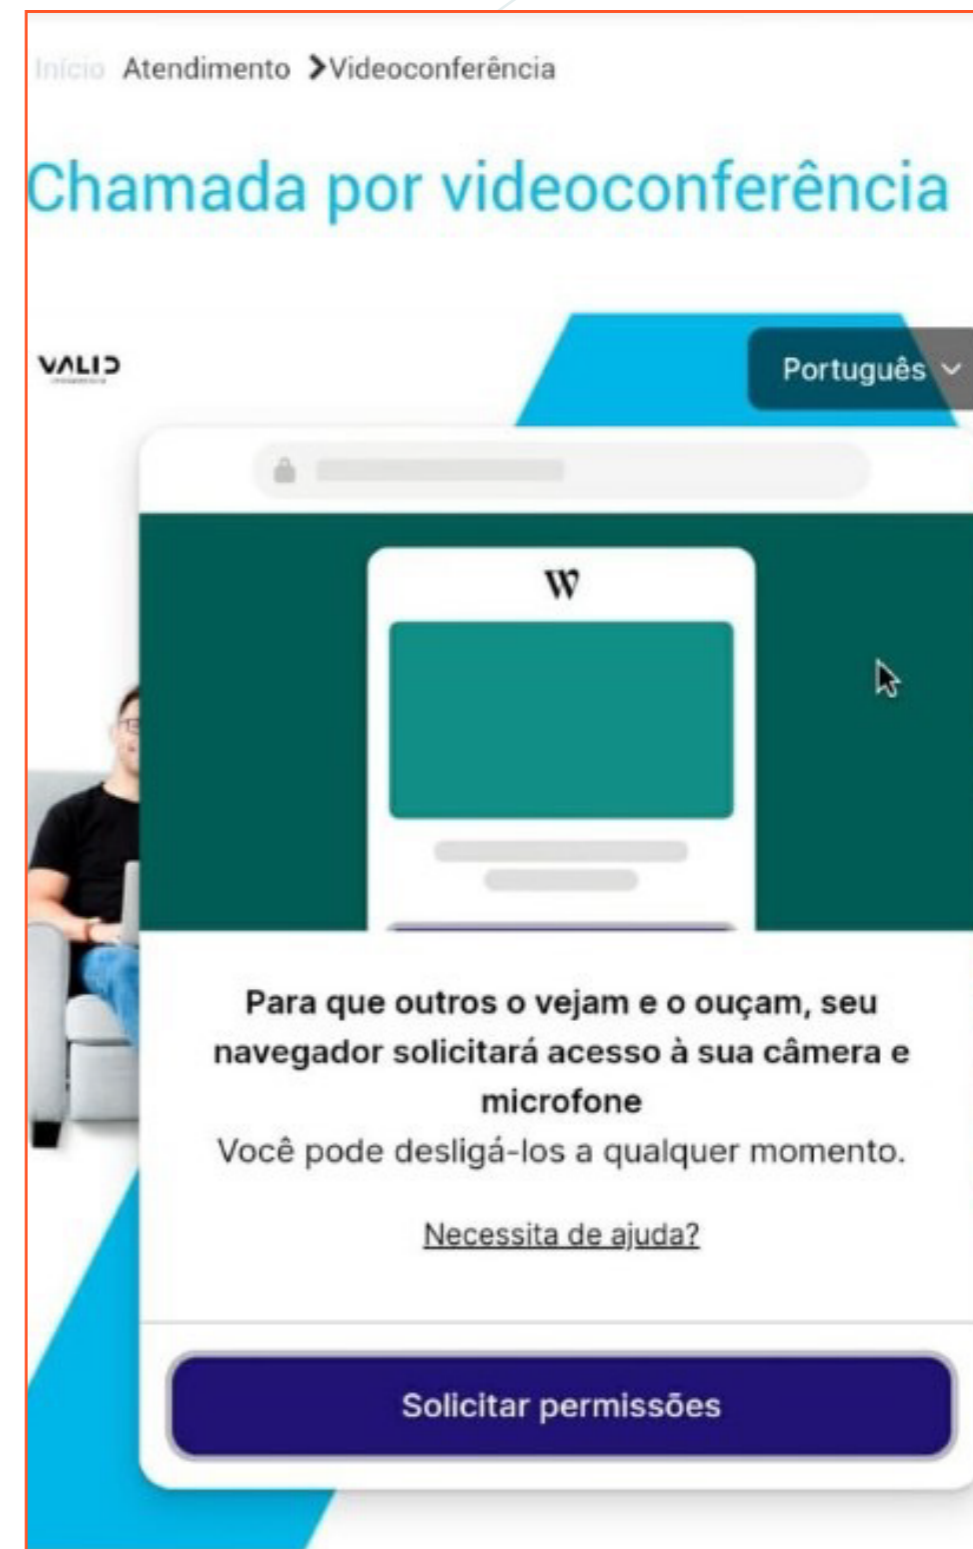 Início Atendimento >Videoconferência
Chamada por videoconferência
VALID
Português
W
Para que outros o vejam e o ouçam, seu
navegador solicitará acesso à sua câmera e
microfone
Você pode desligá-los a qualquer momento.
Necessita de ajuda?
Solicitar permissões